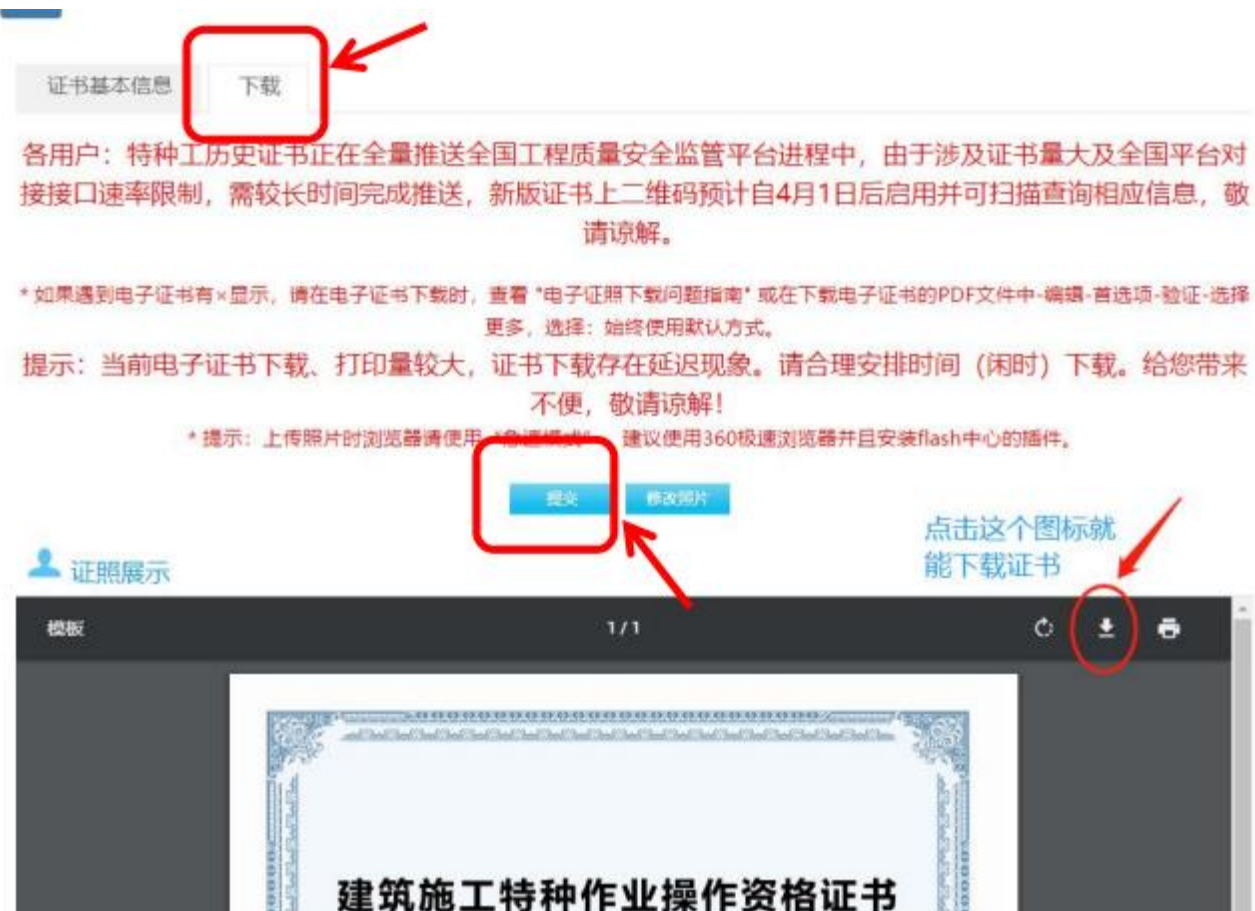 证书基本信息 下载
各用户：特种工历史证书正在全量推送全国工程质量安全监管平台进程中，由于涉及证书量大及全国平台对
接接口速率限制，需较长时间完成推送，新版证书上二维码预计自4月1日后启用并可扫描查询相应信息，敬
请谅解。
*如果遇到电子证书有×显示，请在电子证书下载时，查看 "电子证照下载问题指南" 或在下载电子证书的PDF文件中-编辑-首选项-验证-选择
更多，选择：始终使用默认方式。
提示：当前电子证书下载、打印量较大，证书下载存在延迟现象。请合理安排时间（闲时）下载。给您带来
不便，敬请谅解！
*提示：上传照片时浏览器请使用 建议使用360极速浏览器并且安装flash中心的插件。
提交 修改照片
点击这个图标就
能下载证书
证照展示
模板 1/1
建筑施工特种作业操作资格证书